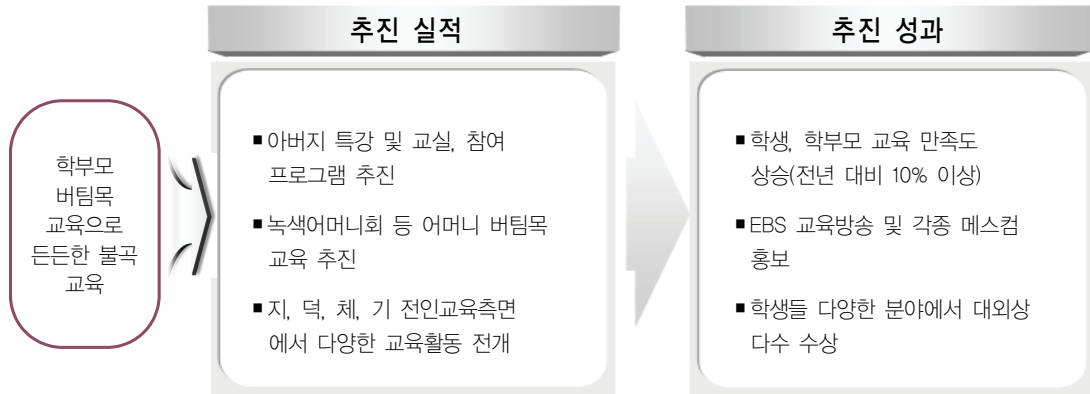 추진 실적
추진 성과
학부모
버팀목
교육으로
든든한 불곡
교육
▪아버지 특강 및 교실, 참여
프로그램 추진
▪녹색어머니회 등 어머니 버팀목
교육 추진
▪지, 덕, 체, 기 전인교육측면
에서 다양한 교육활동 전개
▪학생, 학부모 교육 만족도
상승(전년 대비 10% 이상)
▪EBS 교육방송 및 각종 메스컴
홍보
▪학생들 다양한 분야에서 대외상
다수 수상